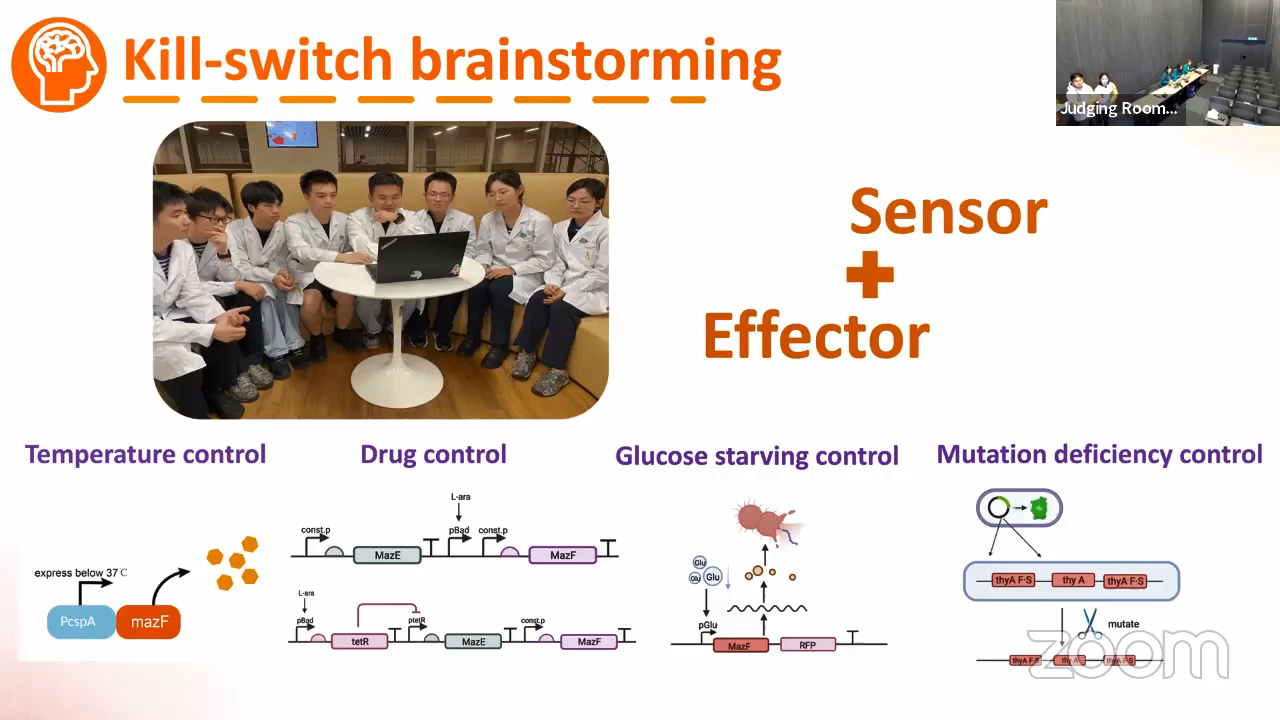 Kill-switch brainstorming
Judging Room...
Sensor
+
Effector
Temperature control
Drug control
Glucose starving control
Mutation deficiency control
express below 37℃
PcspA
mazF
L-ara
const.p
pBad
const.p
MazE
MazF
L-ara
pBad
ptetR
const.p
tetR
MazE
MazF
Glu
Glu
Glu
pGlu
MazF
RFP
thyA F·S
thy A
thyA F·S
mutate
thyA F·S
thy A
thyA F·S
zoom